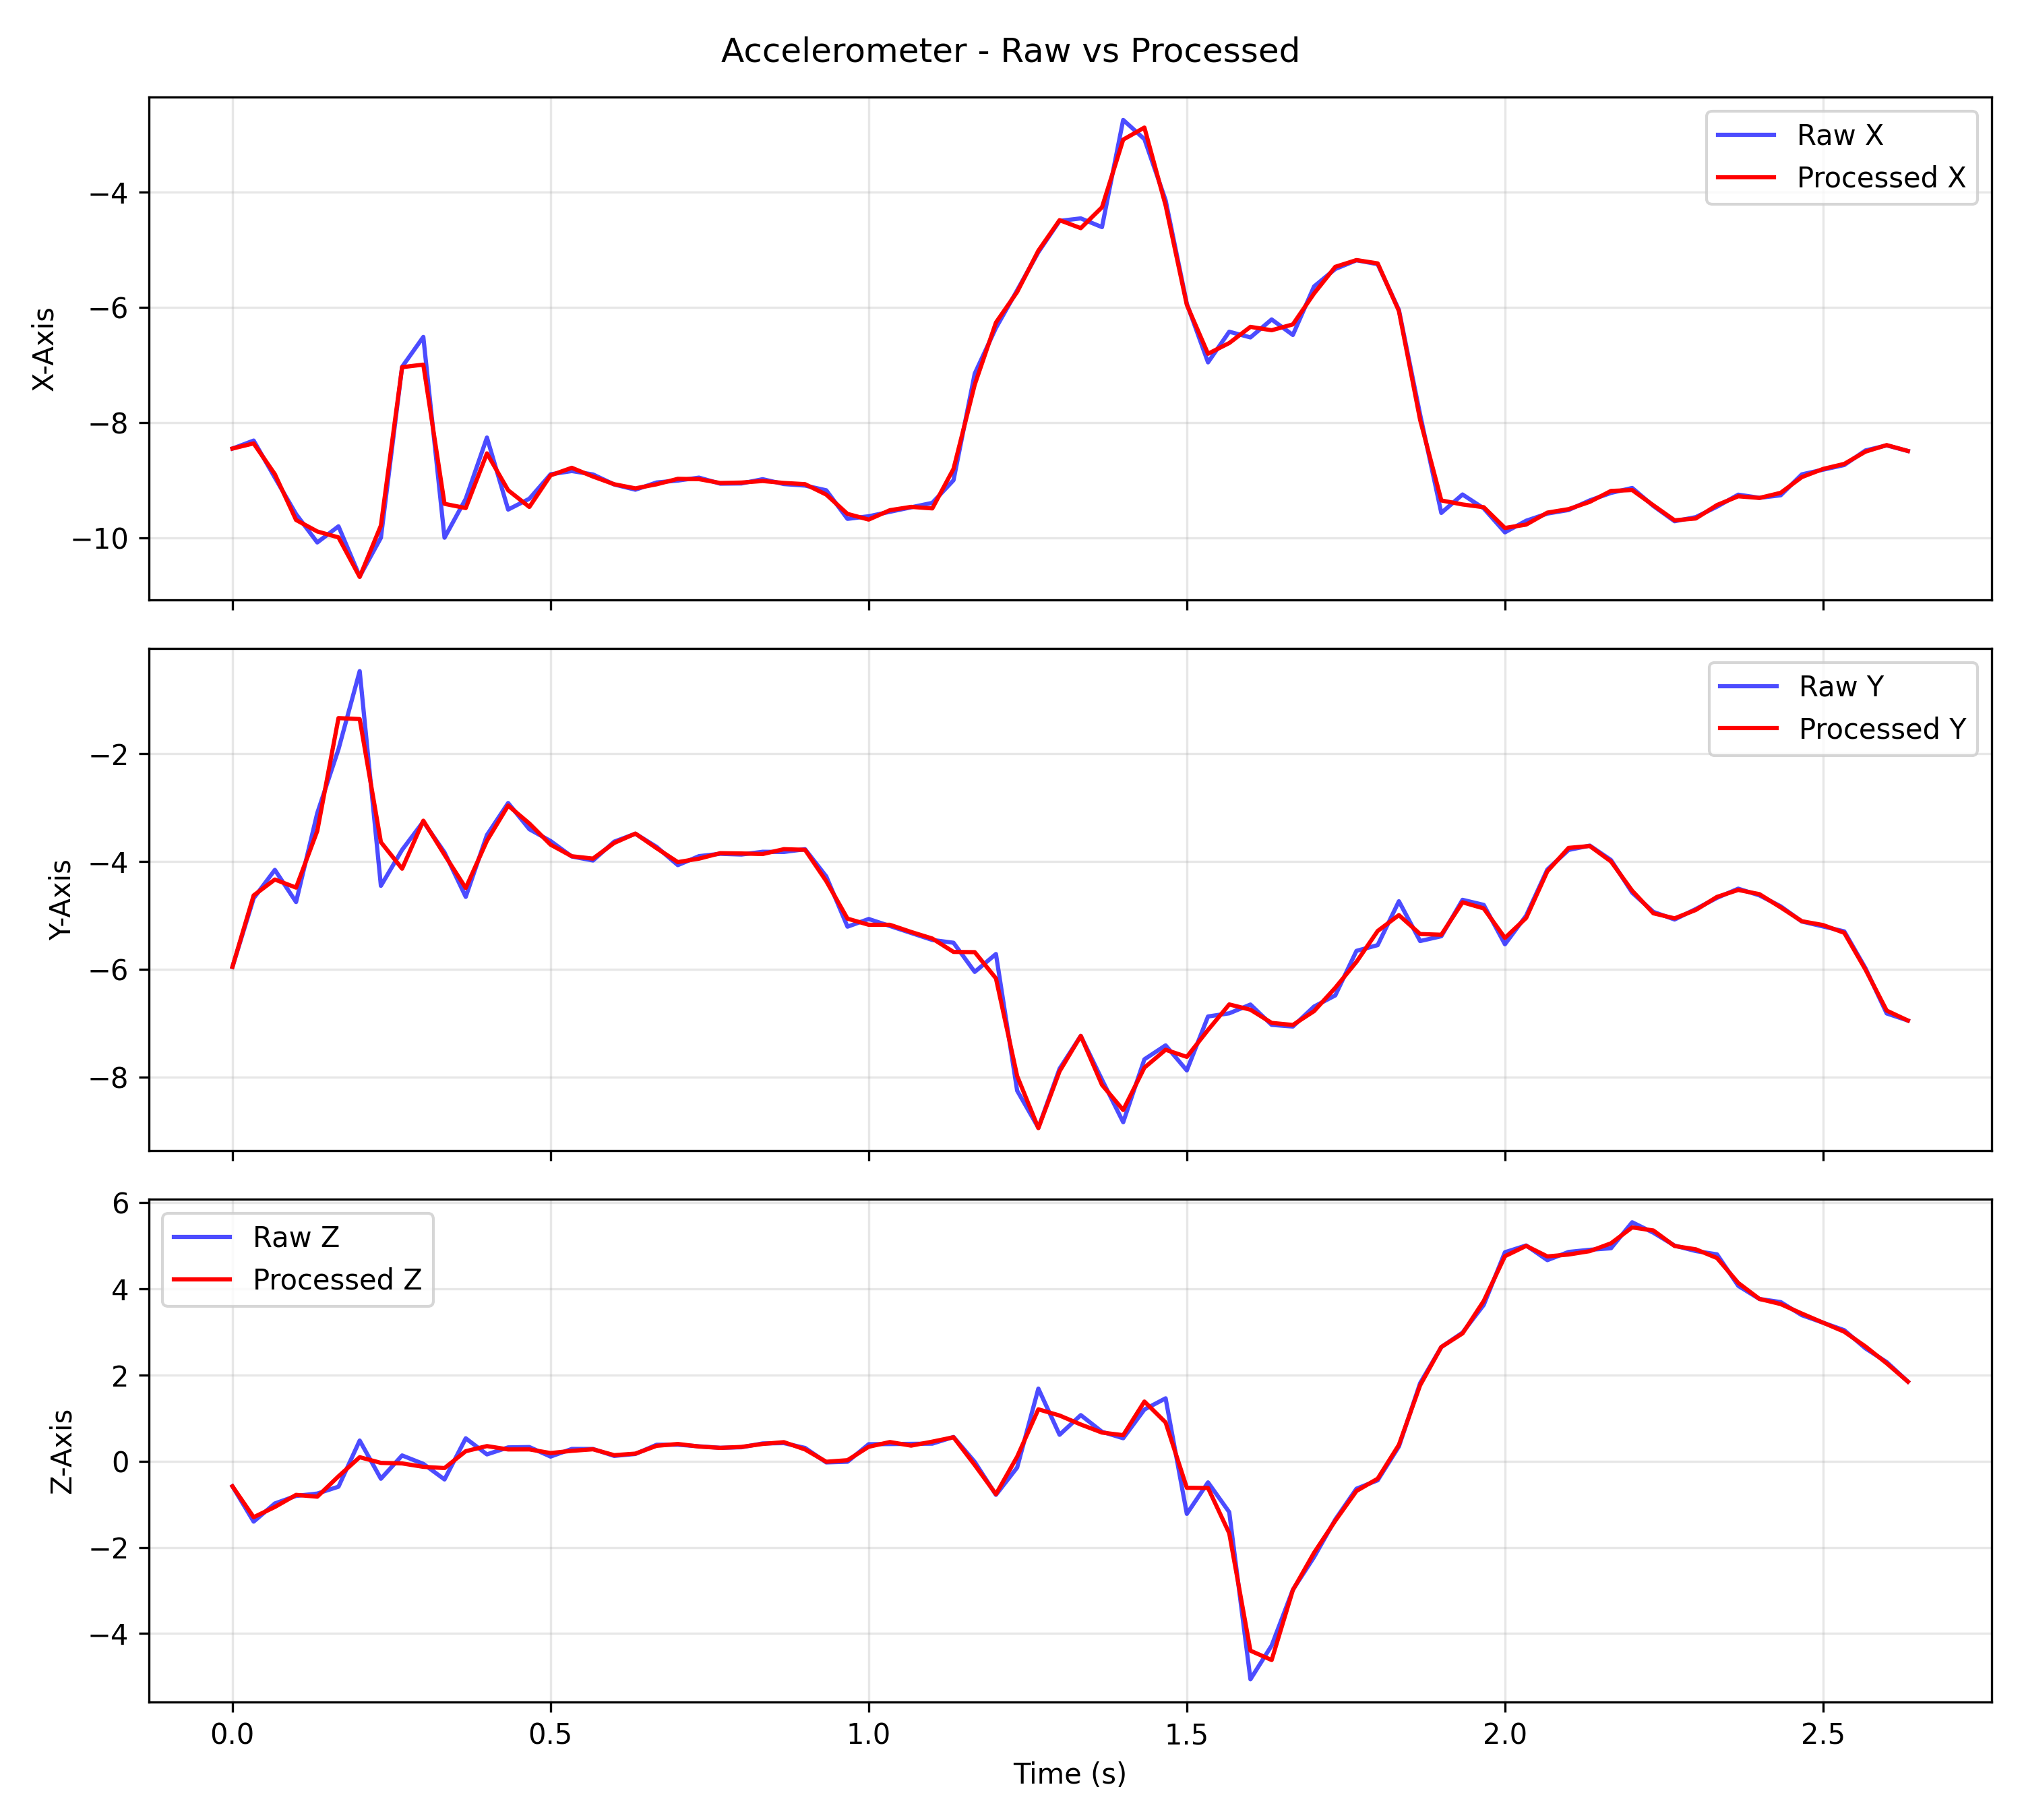 Accelerometer - Raw vs Processed
Raw X
Processed X
−4
−6
−8
−10
X-Axis
Raw Y
Processed Y
−2
−4
−6
−8
Y-Axis
Raw Z
Processed Z
6
4
2
0
−2
−4
Z-Axis
0.0 0.5 1.0 1.5 2.0 2.5
Time (s)